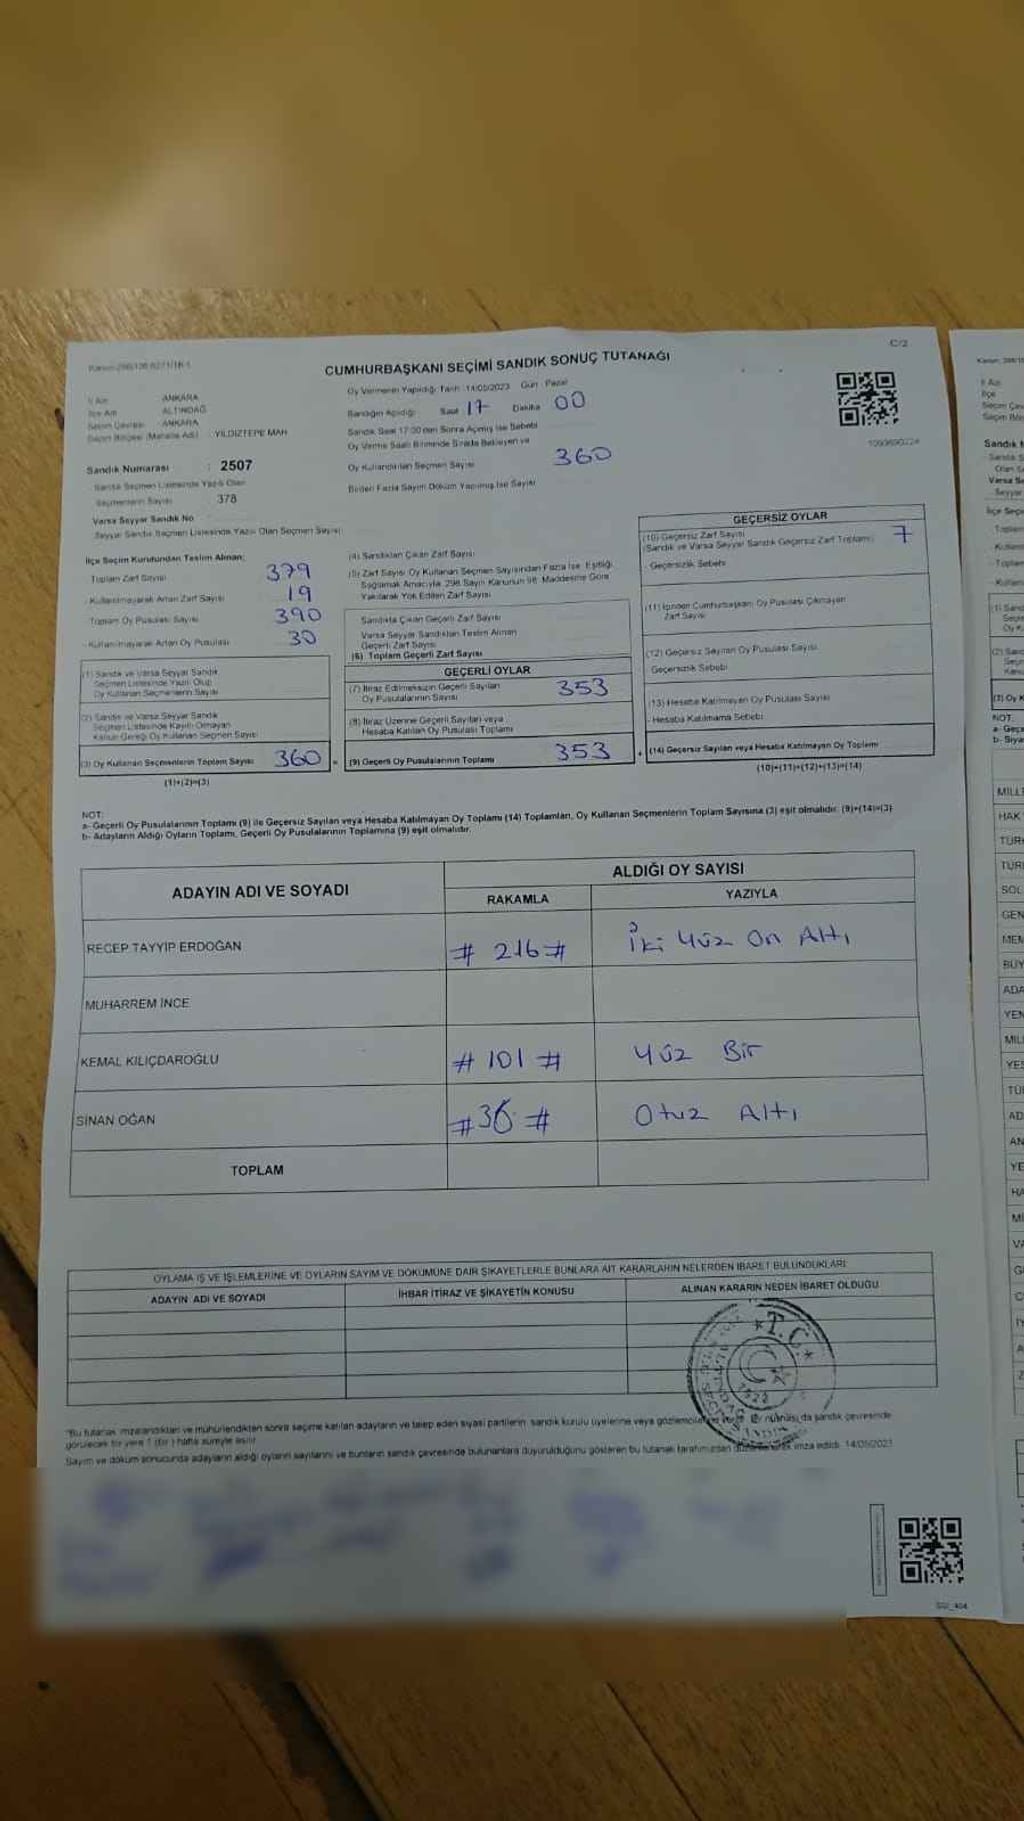 C/2
CUMHURBAŞKANI SEÇİMİ SANDIK SONUÇ TUTANAĞI
İl Adı ANKARA
İlçe Adı ALTINDAĞ
Seçim Çevresi ANKARA
Seçim Bölgesi (Mahalle Adı) YILDIZTEPE MAH
Sandık Numarası : 2507
Sandık Seçmen Listesinde Yazılı Olan
Seçmenlerin Sayısı 378
Varsa Seyyar Sandık No
Seyyar Sandık Seçmen Listesinde Yazılı Olan Seçmen Sayısı
Oy Vermenin Yapıldığı Tarih : 14/05/2023 Gün : Pazar
Sandığın Açıldığı Saat 17 Dakika 00
Sandık Saat 17:00'den Sonra Açılmış İse Sebebi
Oy Verme Saati Bitiminde Sırada Bekleyen ve
Oy Kullandırılan Seçmen Sayısı 360
Birden Fazla Sayım Döküm Yapılmış İse Sayısı
İlçe Seçim Kurulundan Teslim Alınan;
Toplam Zarf Sayısı 379
- Kullanılmayarak Artan Zarf Sayısı 19
Toplam Oy Pusulası Sayısı 390
- Kullanılmayarak Artan Oy Pusulası 30
(1) Sandık ve Varsa Seyyar Sandık
Seçmen Listesinde Yazılı Olup
Oy Kullanan Seçmenlerin Sayısı
(2) Sandık ve Varsa Seyyar Sandık
Seçmen Listesinde Kayıtlı Olmayan
Kanun Gereği Oy Kullanan Seçmen Sayısı
(3) Oy Kullanan Seçmenlerin Toplam Sayısı 360
(1)+(2)=(3)
(4) Sandıktan Çıkan Zarf Sayısı
(5) Zarf Sayısı Oy Kullanan Seçmen Sayısından Fazla İse, Eşitliği
Sağlamak Amacıyla, 298 Sayılı Kanunun 98. Maddesine Göre
Yakılarak Yok Edilen Zarf Sayısı
Sandıkta Çıkan Geçerli Zarf Sayısı
Varsa Seyyar Sandıktan Teslim Alınan
Geçerli Zarf Sayısı
(6) Toplam Geçerli Zarf Sayısı
GEÇERLİ OYLAR
(7) İtiraz Edilmeksizin Geçerli Sayılan
Oy Pusulalarının Sayısı 353
(8) İtiraz Üzerine Geçerli Sayılan veya
Hesaba Katılan Oy Pusulası Toplamı
(9) Geçerli Oy Pusulalarının Toplamı 353
GEÇERSİZ OYLAR
(10) Geçersiz Zarf Sayısı
(Sandık ve Varsa Seyyar Sandık Geçersiz Zarf Toplamı) 7
Geçersizlik Sebebi
(11) İçinden Cumhurbaşkanı Oy Pusulası Çıkmayan
Zarf Sayısı
(12) Geçersiz Sayılan Oy Pusulası Sayısı
Geçersizlik Sebebi
(13) Hesaba Katılmayan Oy Pusulası Sayısı
- Hesaba Katılmama Sebebi
(14) Geçersiz Sayılan veya Hesaba Katılmayan Oy Toplamı
(10)+(11)+(12)+(13)=(14)
NOT:
a- Geçerli Oy Pusulalarının Toplamı (9) ile Geçersiz Sayılan veya Hesaba Katılmayan Oy Toplamı (14) Toplamları, Oy Kullanan Seçmenlerin Toplam Sayısına (3) eşit olmalıdır. (9)+(14)=(3)
b- Adayların Aldığı Oyların Toplamı, Geçerli Oy Pusulalarının Toplamına (9) eşit olmalıdır.
ADAYIN ADI VE SOYADI
ALDIĞI OY SAYISI
RAKAMLA YAZIYLA
RECEP TAYYİP ERDOĞAN # 216 # İki Yüz On Altı
MUHARREM İNCE
KEMAL KILIÇDAROĞLU # 101 # Yüz Bir
SİNAN OĞAN # 36 # Otuz Altı
TOPLAM
OYLAMA İŞ VE İŞLEMLERİNE VE OYLARIN SAYIM VE DÖKÜMÜNE DAİR ŞİKAYETLERLE BUNLARA AİT KARARLARIN NELERDEN İBARET BULUNDUKLARI
ADAYIN ADI VE SOYADI
İHBAR İTİRAZ VE ŞİKAYETİN KONUSU
ALINAN KARARIN NEDEN İBARET OLDUĞU
T.C.
"Bu tutanak, imzalandıktan ve mühürlendikten sonra seçime katılan adayların ve talep eden siyasi partilerin, sandık kurulu üyelerine veya da sandık çevresinde
görülecek bir yere 1 (bir) hafta süreyle asılır.
Sayım ve döküm sonucunda adayların aldığı oyların sayılarını ve bunların sandık çevresinde bulunanlara duyurulduğunu gösteren bu tutanak tarafımızdan imza edildi. 14/05/2023